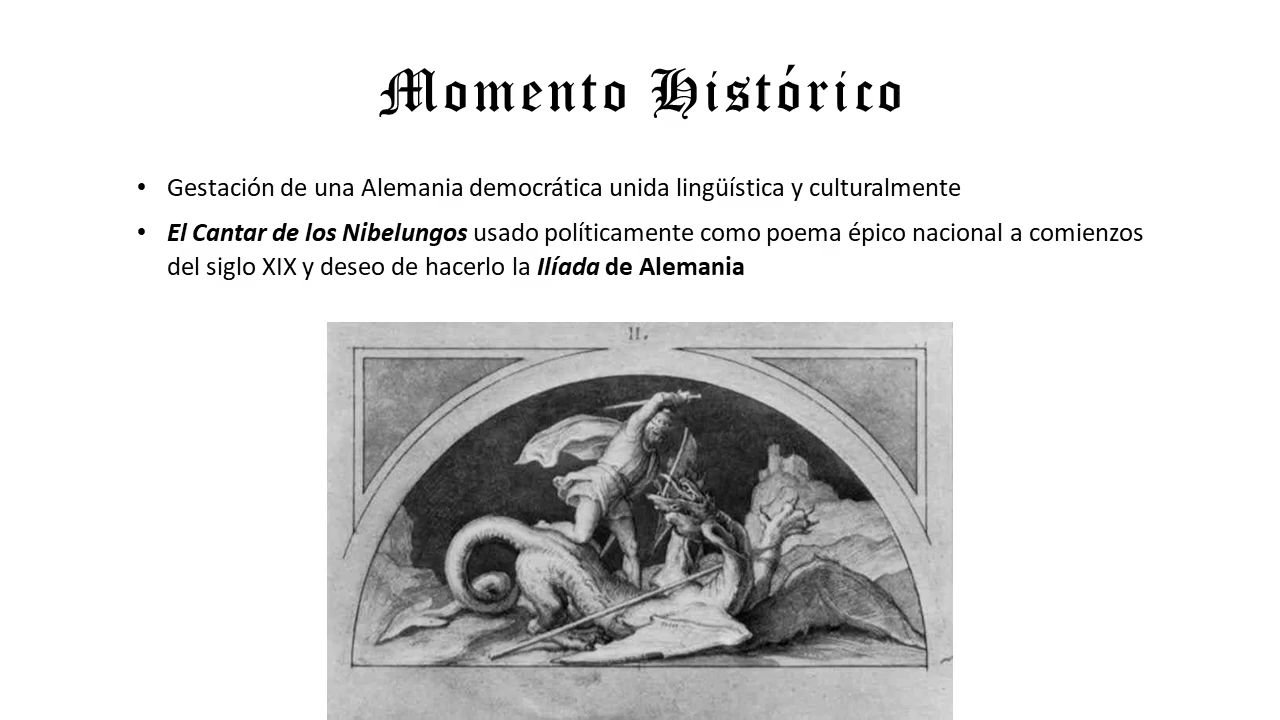 Momento Histórico
• Gestación de una Alemania democrática unida lingüística y culturalmente
• El Cantar de los Nibelungos usado políticamente como poema épico nacional a comienzos
del siglo XIX y deseo de hacerlo la Ilíada de Alemania
II.